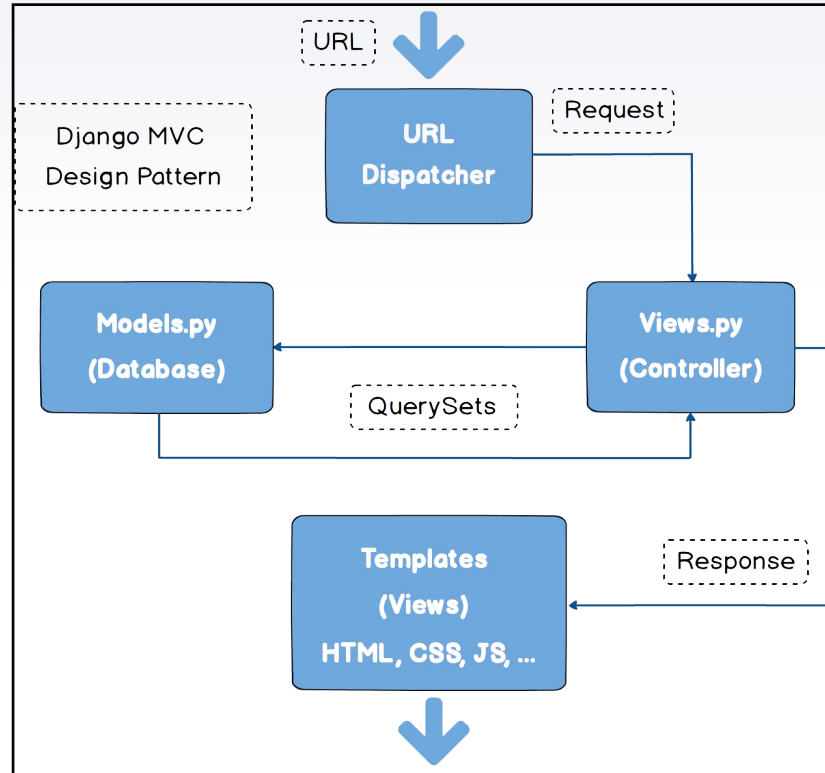 URL
URL
Dispatcher
Request
Django MVC
Design Pattern
Models.py
(Database)
Views.py
(Controller)
QuerySets
Templates
(Views)
HTML, CSS, JS, ...
Response